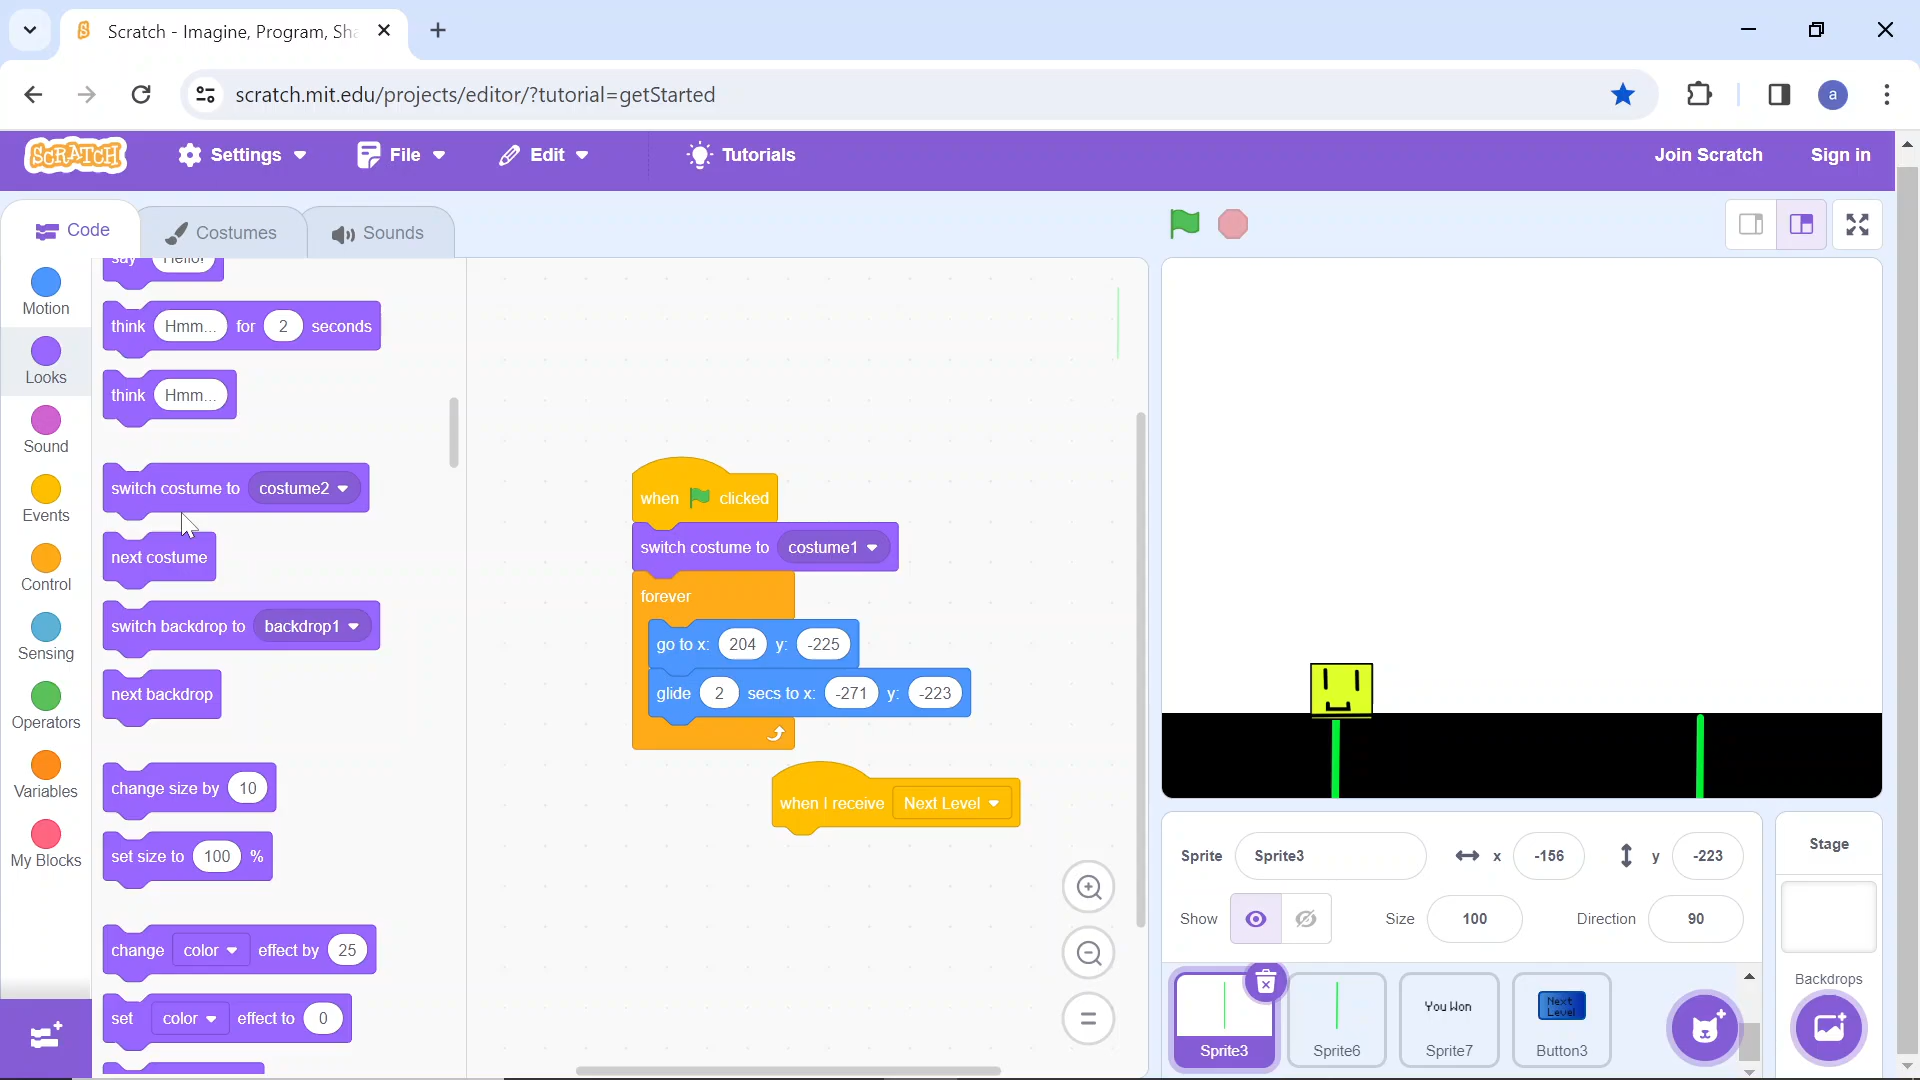 Scratch - Imagine, Program, Sha
scratch.mit.edu/projects/editor/?tutorial=getStarted
a
SCRATCH
Settings
File
Edit
Tutorials
Join Scratch
Sign in
Code
Costumes
Sounds
Motion
Looks
Sound
Events
Control
Sensing
Operators
Variables
My Blocks
say Hello!
think Hmm... for 2 seconds
think Hmm...
switch costume to costume2
next costume
switch backdrop to backdrop1
next backdrop
change size by 10
set size to 100 %
change color effect by 25
set color effect to 0
when clicked
switch costume to costume1
forever
go to x: 204 y: -225
glide 2 secs to x: -271 y: -223
when I receive Next Level
Sprite Sprite3 x -156 y -223
Show Size 100 Direction 90
Sprite3
Sprite6
You Won
Sprite7
Next
Level
Button3
Stage
Backdrops